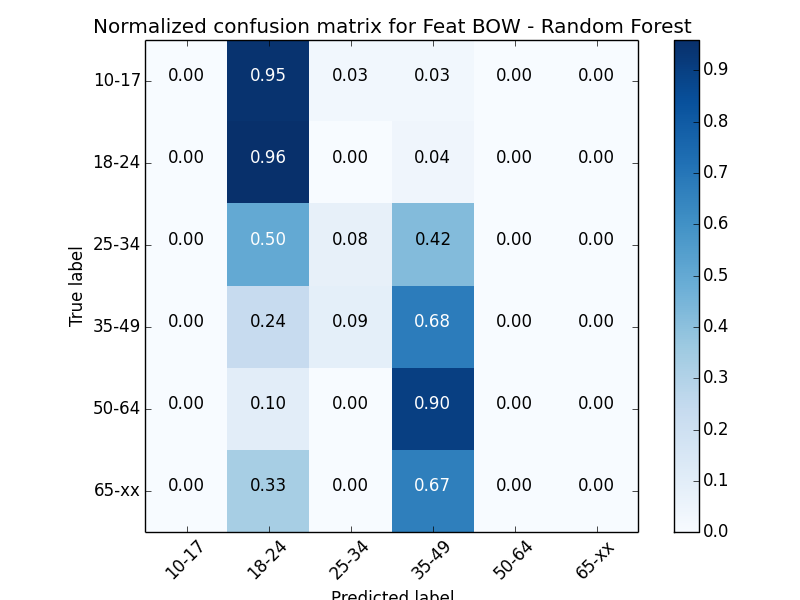 Normalized confusion matrix for Feat BOW - Random Forest
10-17 0.00 0.95 0.03 0.03 0.00 0.00
18-24 0.00 0.96 0.00 0.04 0.00 0.00
25-34 0.00 0.50 0.08 0.42 0.00 0.00
35-49 0.00 0.24 0.09 0.68 0.00 0.00
50-64 0.00 0.10 0.00 0.90 0.00 0.00
65-xx 0.00 0.33 0.00 0.67 0.00 0.00
True label
10-17 18-24 25-34 35-49 50-64 65-xx
Predicted label
0.9
0.8
0.7
0.6
0.5
0.4
0.3
0.2
0.1
0.0